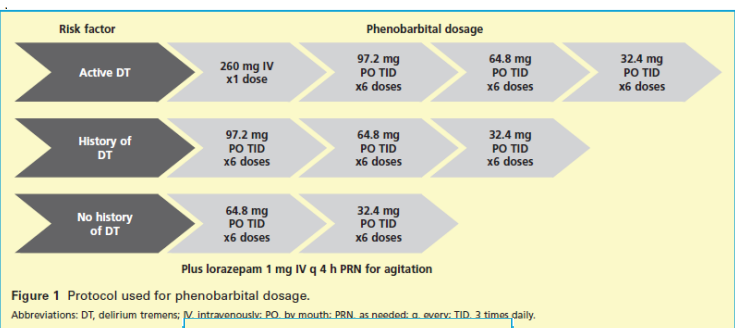 Risk factor
Phenobarbital dosage
Active DT
260 mg IV
x1 dose
97.2 mg
PO TID
x6 doses
64.8 mg
PO TID
x6 doses
32.4 mg
PO TID
x6 doses
History of
DT
97.2 mg
PO TID
x6 doses
64.8 mg
PO TID
x6 doses
32.4 mg
PO TID
x6 doses
No history
of DT
64.8 mg
PO TID
x6 doses
32.4 mg
PO TID
x6 doses
Plus lorazepam 1 mg IV q 4 h PRN for agitation
Figure 1 Protocol used for phenobarbital dosage.
Abbreviations: DT, delirium tremens; IV, intravenously; PO, by mouth; PRN, as needed; q, every; TID, 3 times daily.